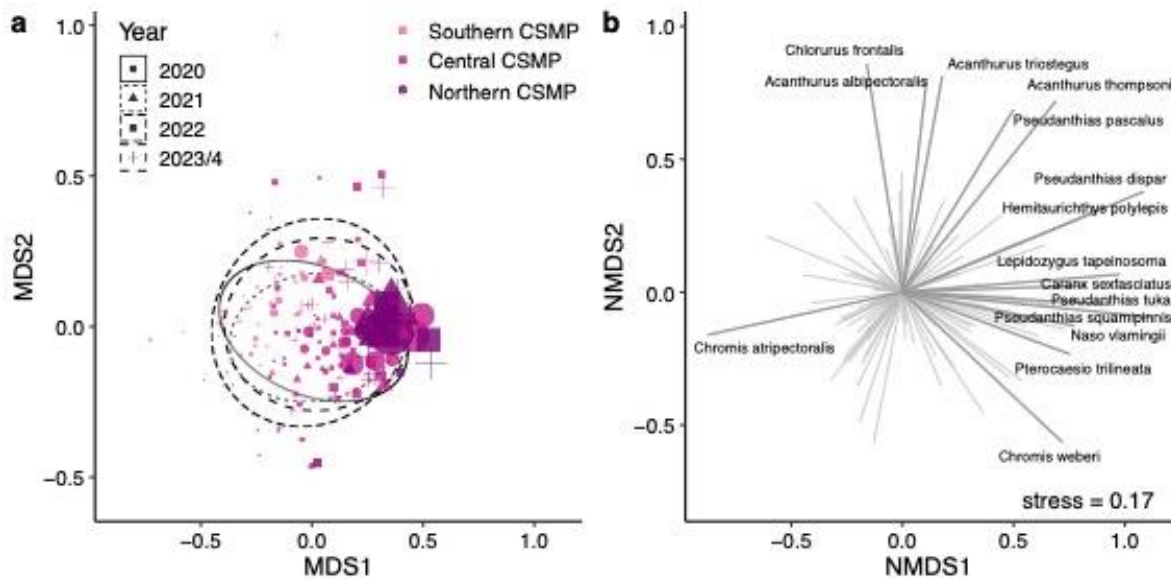 a
Year
2020
2021
2022
2023/4
Southern CSMP
Central CSMP
Northern CSMP
1.0
0.5
0.0
−0.5
MDS2
−0.5
0.0
0.5
1.0
MDS1
b
1.0
0.5
0.0
−0.5
NMDS2
Chlorurus frontalis
Acanthurus albipectoralis
Acanthurus triostegus
Acanthurus thompsoni
Pseudanthias pascalus
Pseudanthias dispar
Hemitaurichthys polylepis
Lepidozygus tapeinosoma
Caranx sexfasciatus
Pseudanthias tuka
Pseudanthias squamipinnis
Naso vlamingii
Chromis atripectoralis
Pterocaesio trilineata
Chromis weberi
stress = 0.17
−0.5
0.0
0.5
1.0
NMDS1